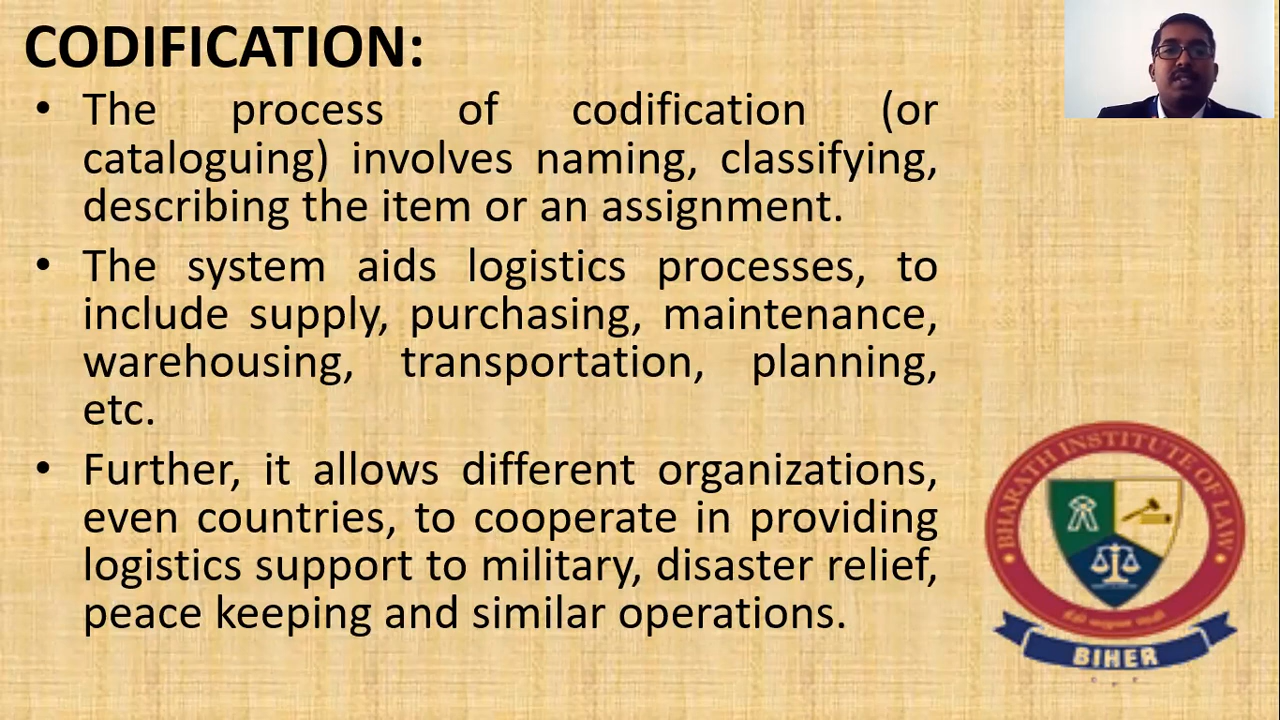 CODIFICATION:
• The process of codification (or
cataloguing) involves naming, classifying,
describing the item or an assignment.
• The system aids logistics processes, to
include supply, purchasing, maintenance,
warehousing, transportation, planning,
etc.
• Further, it allows different organizations,
even countries, to cooperate in providing
logistics support to military, disaster relief,
peace keeping and similar operations.
BHARATH INSTITUTE OF LAW
BIHER